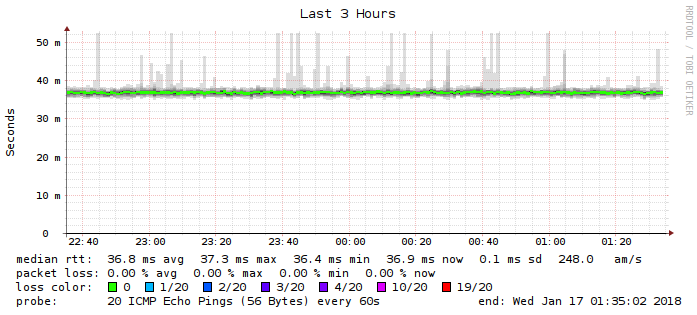 Last 3 Hours
RRDTOOL / TOBI OETIKER
Seconds
50 m
40 m
30 m
20 m
10 m
0
22:40 23:00 23:20 23:40 00:00 00:20 00:40 01:00 01:20
median rtt: 36.8 ms avg 37.3 ms max 36.4 ms min 36.9 ms now 0.1 ms sd 248.0 am/s
packet loss: 0.00 % avg 0.00 % max 0.00 % min 0.00 % now
loss color: 0 1/20 2/20 3/20 4/20 10/20 19/20
probe: 20 ICMP Echo Pings (56 Bytes) every 60s end: Wed Jan 17 01:35:02 2018